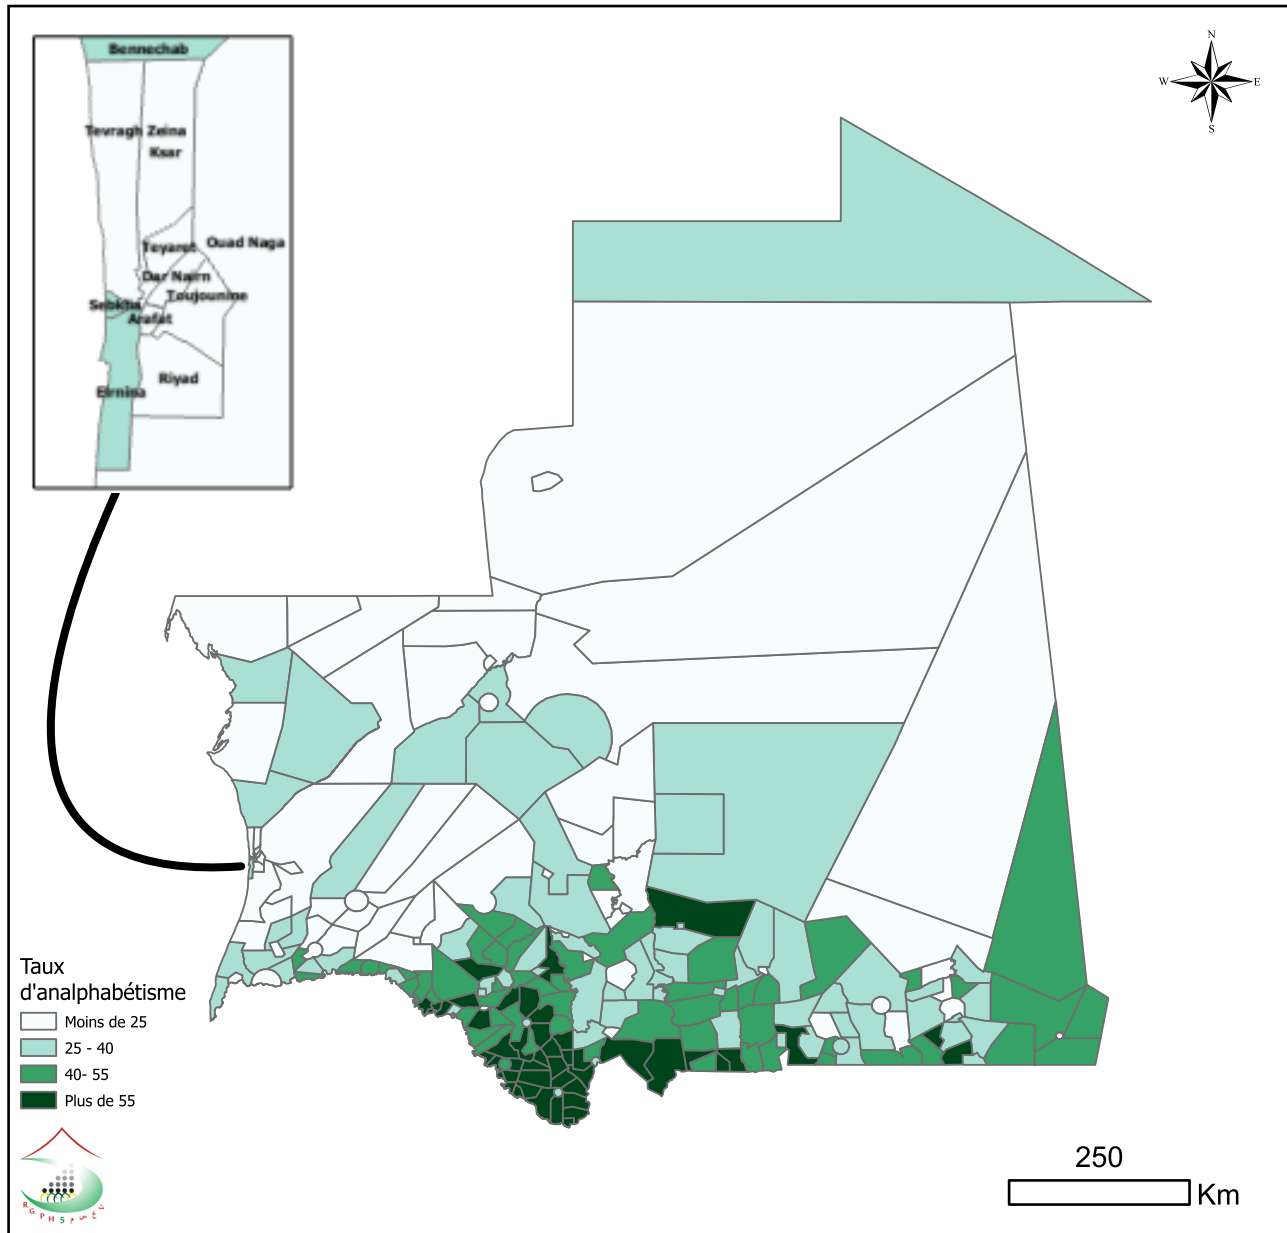 Bennechab
N
W
E
S
Tevragh Zeina
Ksar
Teyaret
Ouad Naga
Dar Naim
Toujounine
Sebkha
Arafat
Riyad
Elmina
Taux
d'analphabétisme
Moins de 25
25 - 40
40- 55
Plus de 55
250
Km
RGPH5